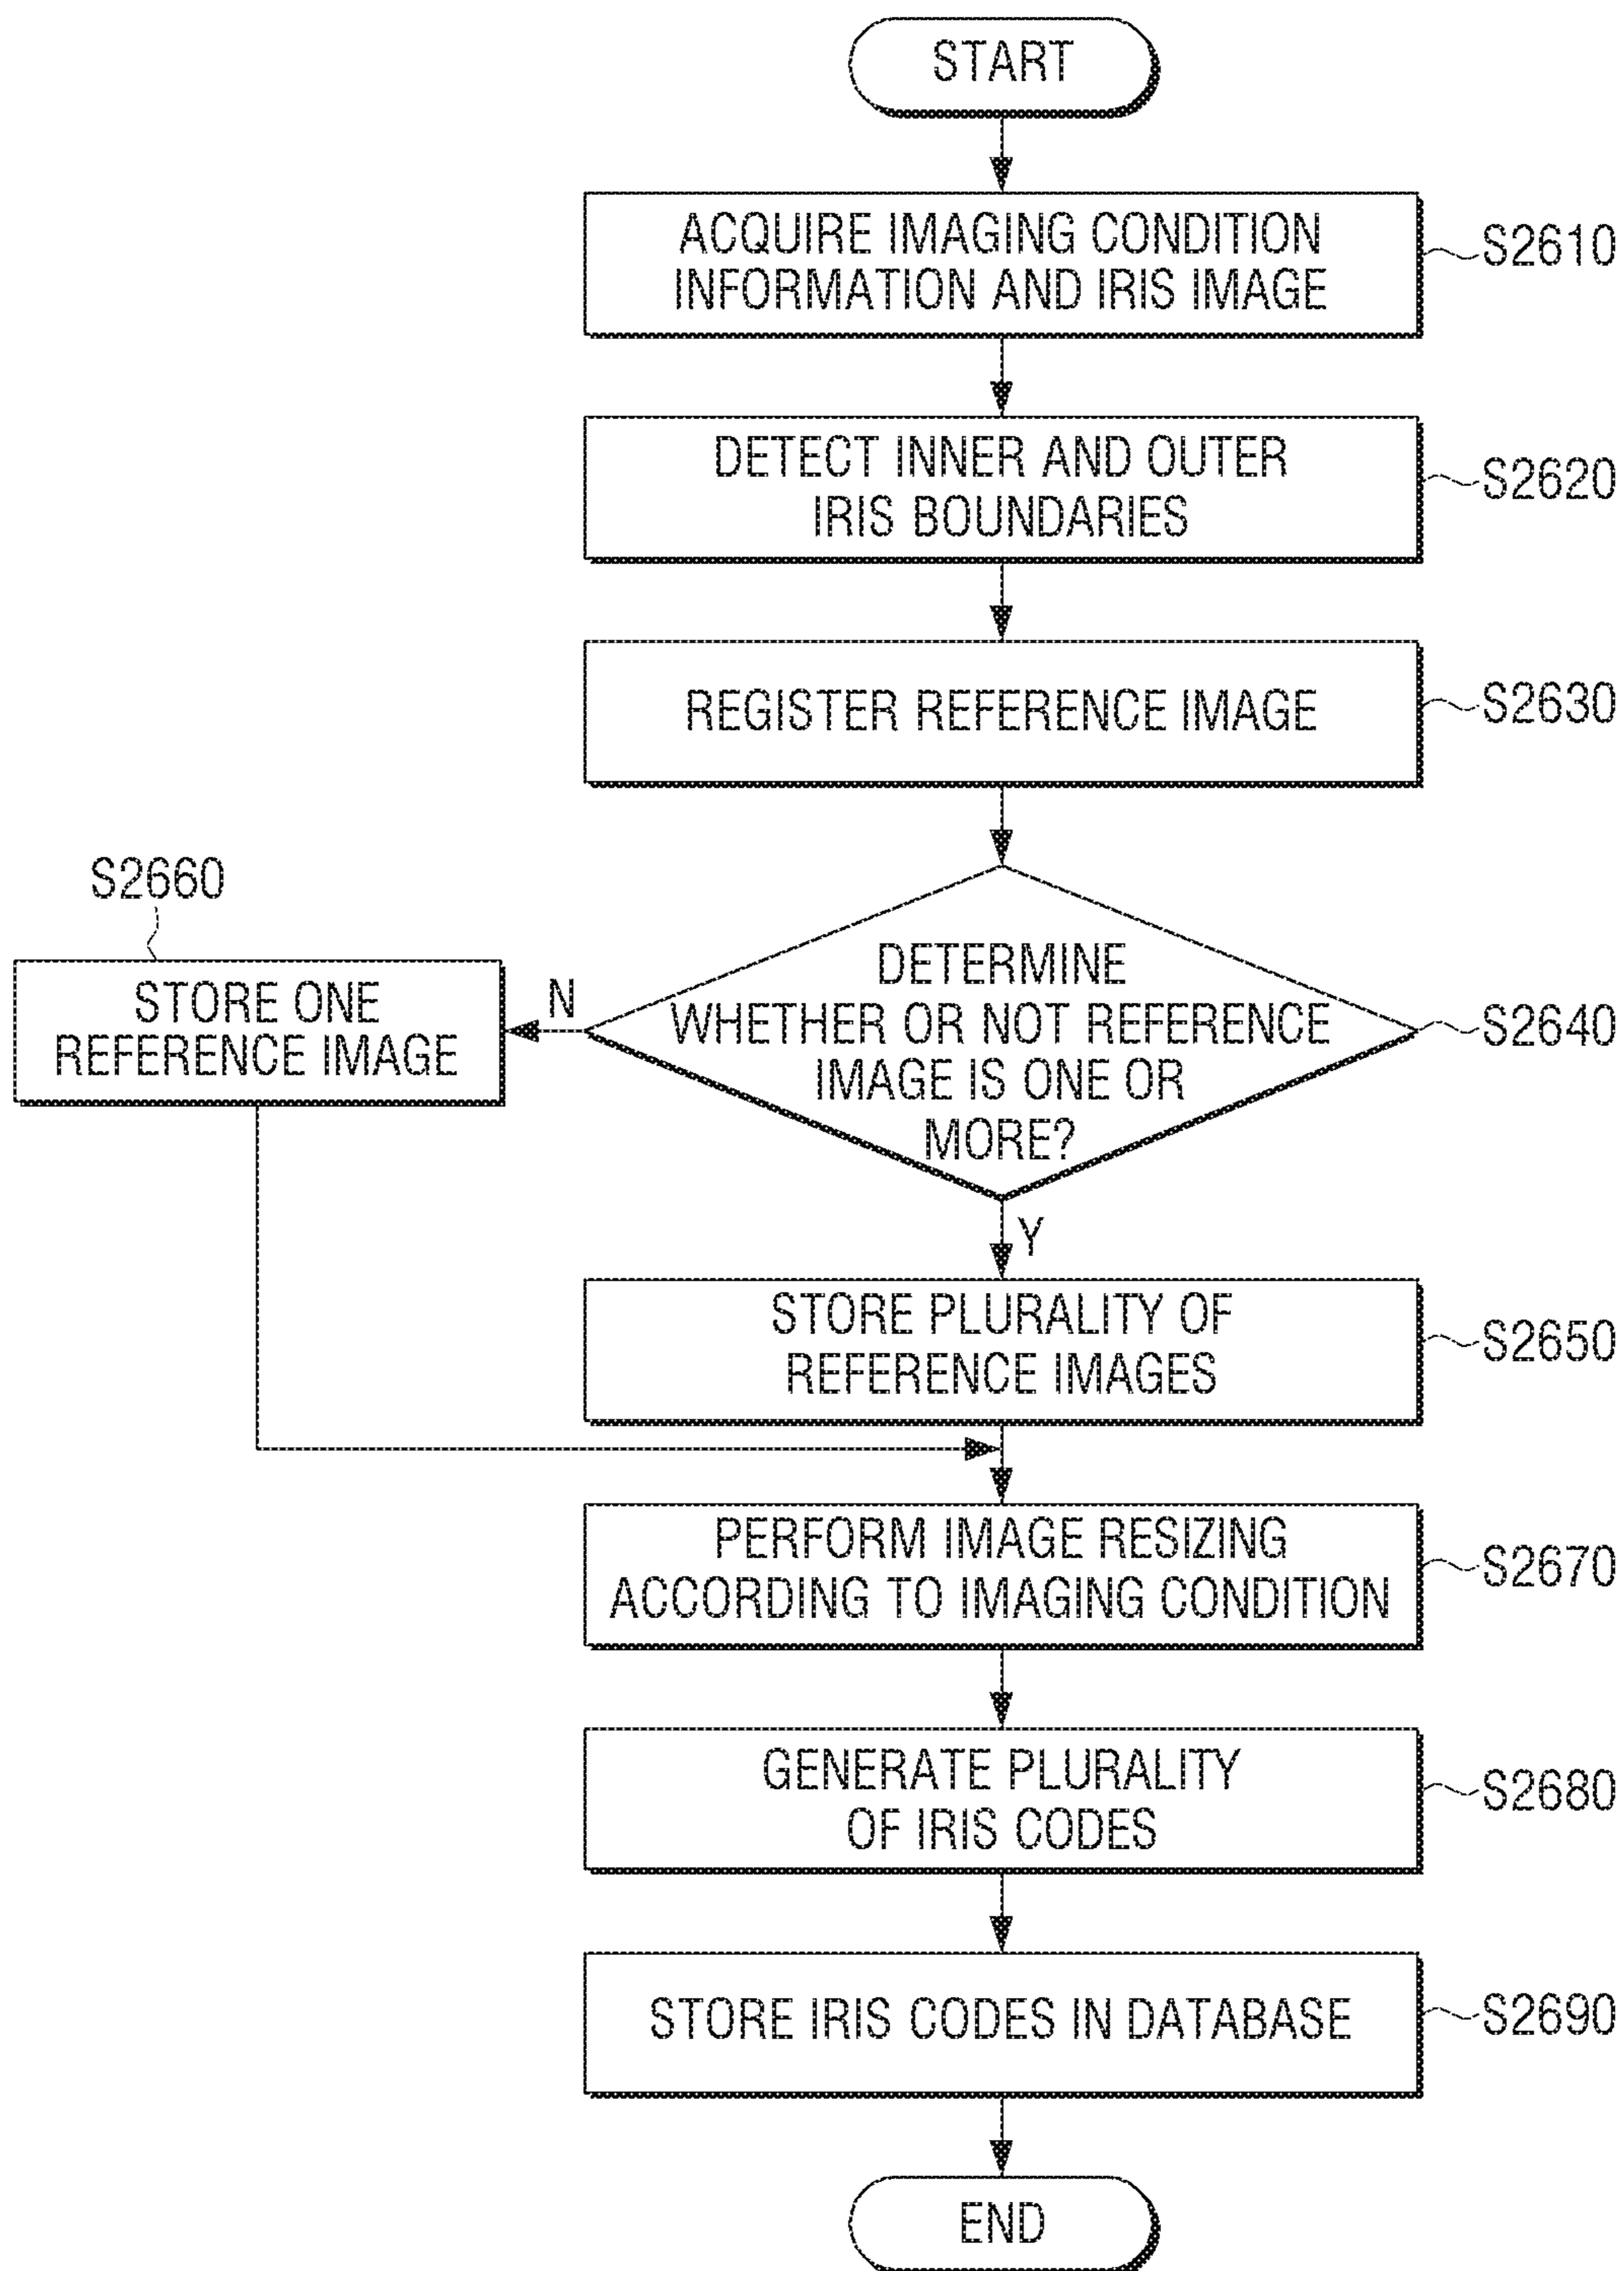 START
ACQUIRE IMAGING CONDITION
INFORMATION AND IRIS IMAGE
S2610
DETECT INNER AND OUTER
IRIS BOUNDARIES
S2620
REGISTER REFERENCE IMAGE
S2630
S2660
STORE ONE
REFERENCE IMAGE
N
DETERMINE
WHETHER OR NOT REFERENCE
IMAGE IS ONE OR
MORE?
S2640
Y
STORE PLURALITY OF
REFERENCE IMAGES
S2650
PERFORM IMAGE RESIZING
ACCORDING TO IMAGING CONDITION
S2670
GENERATE PLURALITY
OF IRIS CODES
S2680
STORE IRIS CODES IN DATABASE
S2690
END